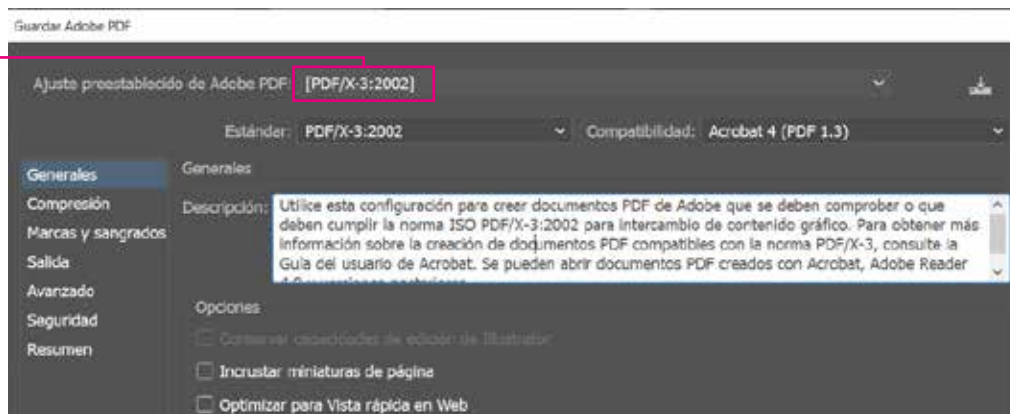 Guardar Adobe PDF
Ajuste preestablecido de Adobe PDF: [PDF/X-3:2002]
Estándar: PDF/X-3:2002 Compatibilidad: Acrobat 4 (PDF 1.3)
Generales
Compresión
Marcas y sangrados
Salida
Avanzado
Seguridad
Resumen
Generales
Descripción: Utilice esta configuración para crear documentos PDF de Adobe que se deben comprobar o que
deben cumplir la norma ISO PDF/X-3:2002 para intercambio de contenido gráfico. Para obtener más
información sobre la creación de documentos PDF compatibles con la norma PDF/X-3, consulte la
Guía del usuario de Acrobat. Se pueden abrir documentos PDF creados con Acrobat, Adobe Reader
Opciones
Conservar capacidades de edición de Illustrator
Incrustar miniaturas de página
Optimizar para Vista rápida en Web